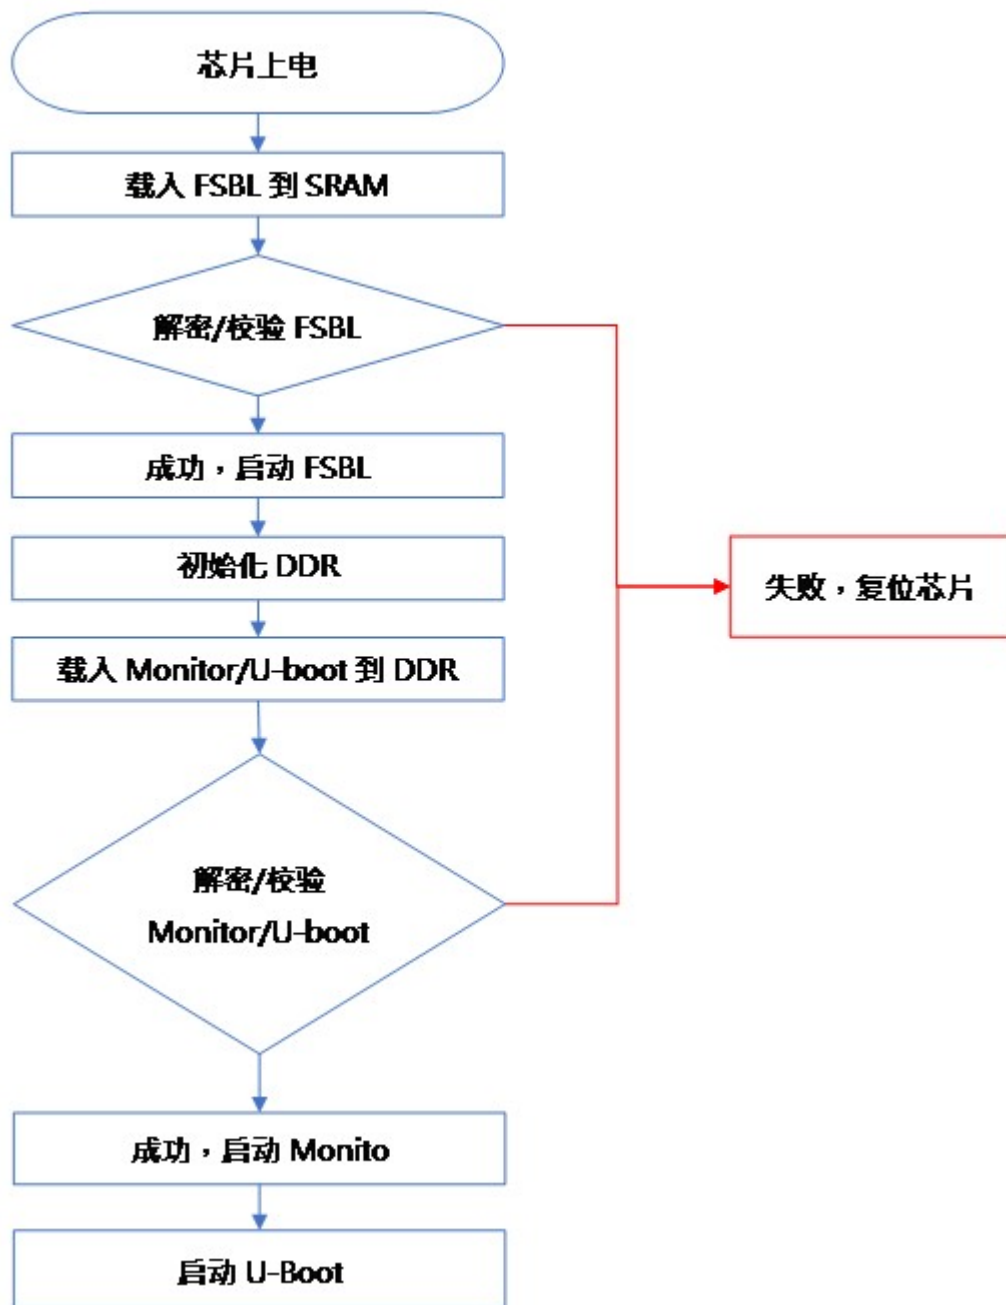 芯片上电
载入 FSBL 到 SRAM
解密/校验 FSBL
成功，启动 FSBL
初始化 DDR
载入 Monitor/U-boot 到 DDR
失败，复位芯片
解密/校验
Monitor/U-boot
成功，启动 Monito
启动 U-Boot